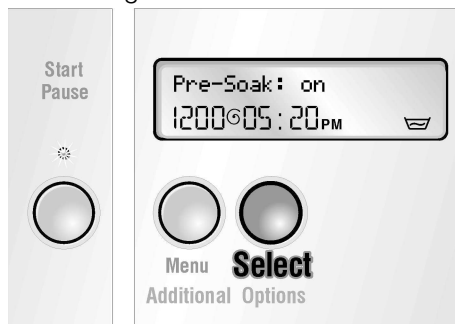 Start
Pause
Pre-Soak: on
1200 05:20PM
Menu Select
Additional Options